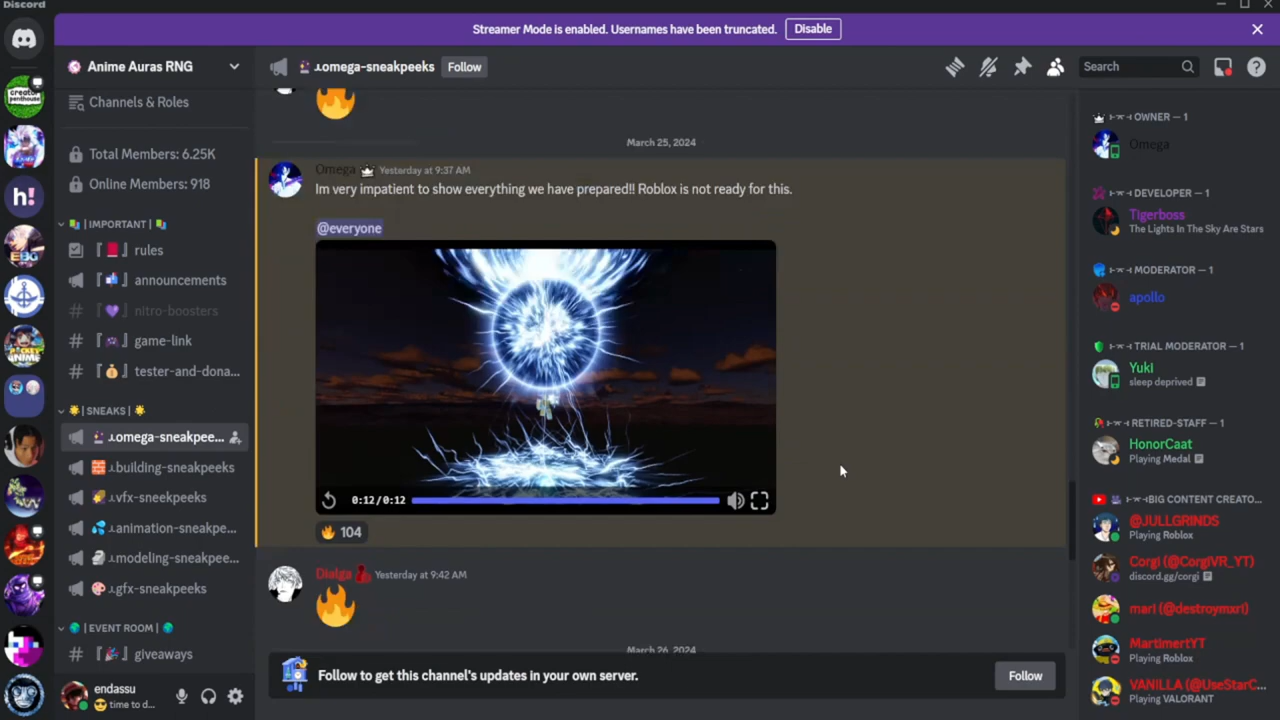 Discord
Streamer Mode is enabled. Usernames have been truncated.
Disable
creator penthouse
h!
EBG
Anime Auras RNG
Channels & Roles
Total Members: 6.25K
Online Members: 918
| IMPORTANT |
rules
announcements
nitro-boosters
game-link
tester-and-dona...
| SNEAKS |
omega-sneakpee...
building-sneakpeeks
vfx-sneekpeeks
animation-sneakpe...
modeling-sneakpee...
gfx-sneakpeeks
| EVENT ROOM |
giveaways
endassu
time to d...
omega-sneakpeeks
Follow
Search
March 25, 2024
Omega Yesterday at 9:37 AM
Im very impatient to show everything we have prepared!! Roblox is not ready for this.
@everyone
0:12/0:12
104
Dialga Yesterday at 9:42 AM
March 26, 2024
Follow to get this channel's updates in your own server.
Follow
OWNER — 1
Omega
DEVELOPER — 1
Tigerboss
The Lights In The Sky Are Stars
MODERATOR — 1
apollo
TRIAL MODERATOR — 1
Yuki
sleep deprived
RETIRED-STAFF — 1
HonorCaat
Playing Medal
BIG CONTENT CREATO...
@JULLGRINDS
Playing Roblox
Corgi (@CorgiVR_YT)
discord.gg/corgi
marl (@destroymxrl)
MartimertYT
Playing Roblox
VANILLA (@UseStarC...
Playing VALORANT